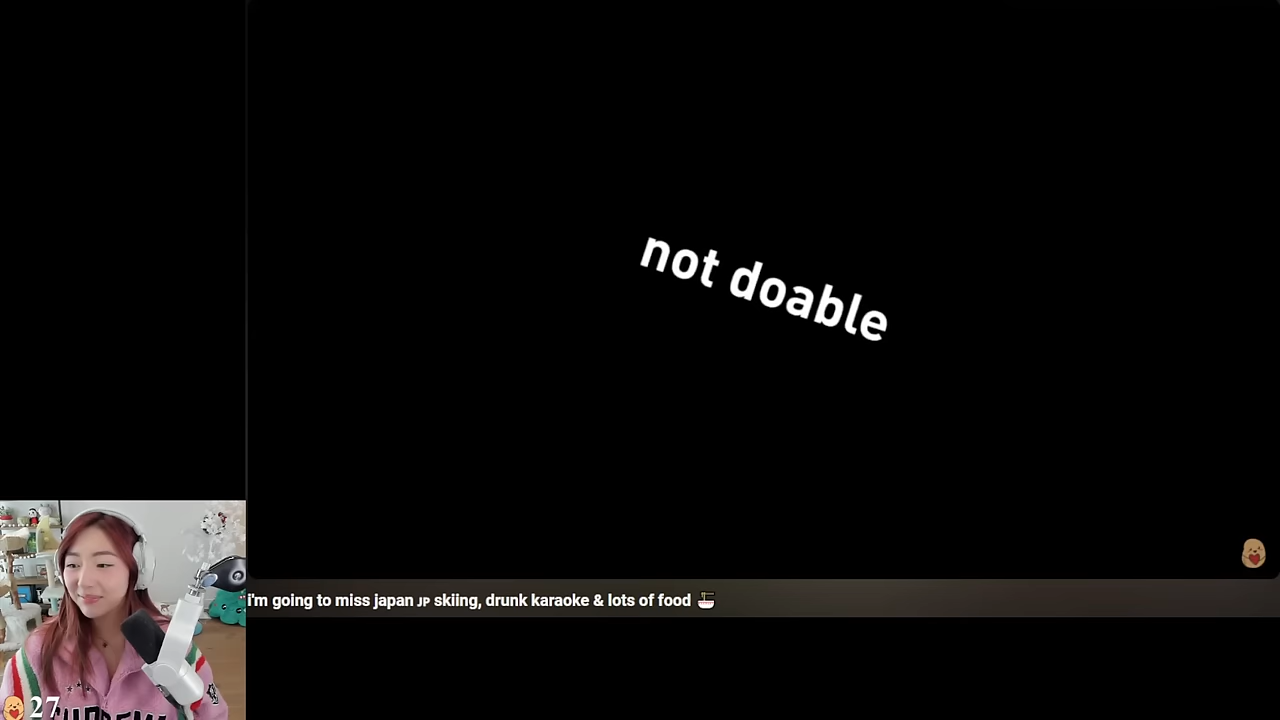 not doable
i'm going to miss japan JP skiing, drunk karaoke & lots of food
27